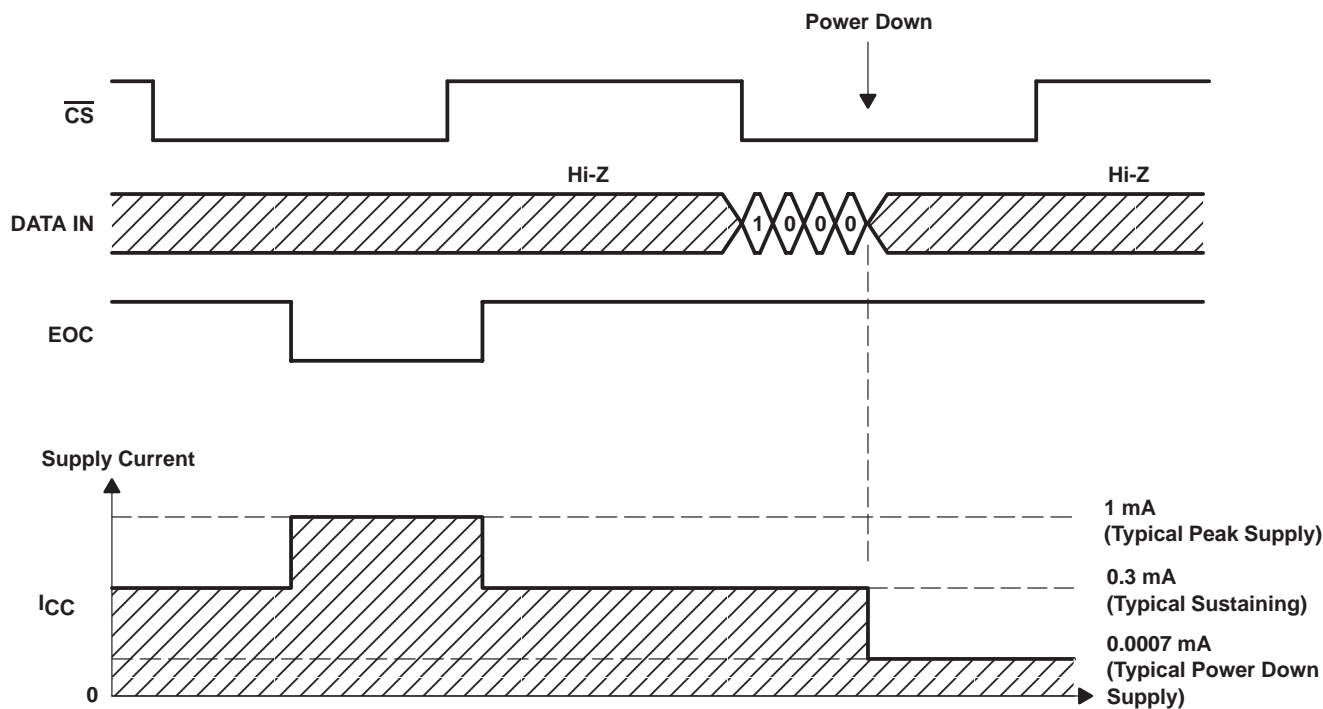 Power Down
CS
Hi-Z
Hi-Z
DATA IN
1 0 0 0
EOC
Supply Current
1 mA
(Typical Peak Supply)
0.3 mA
(Typical Sustaining)
ICC
0.0007 mA
(Typical Power Down
Supply)
0